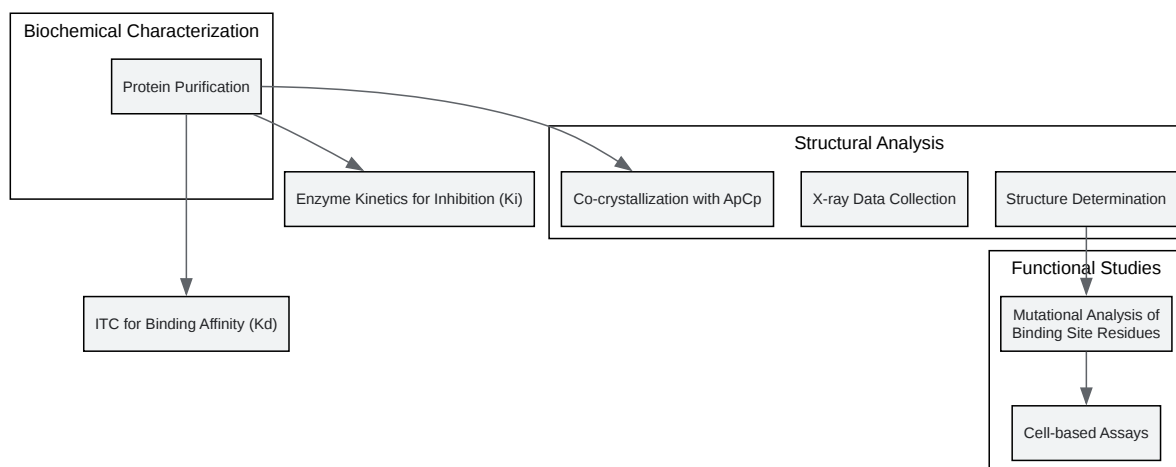 Biochemical Characterization
Protein Purification
Structural Analysis
Enzyme Kinetics for Inhibition (Ki)
Co-crystallization with ApCp
X-ray Data Collection
Structure Determination
Functional Studies
ITC for Binding Affinity (Kd)
Mutational Analysis of
Binding Site Residues
Cell-based Assays